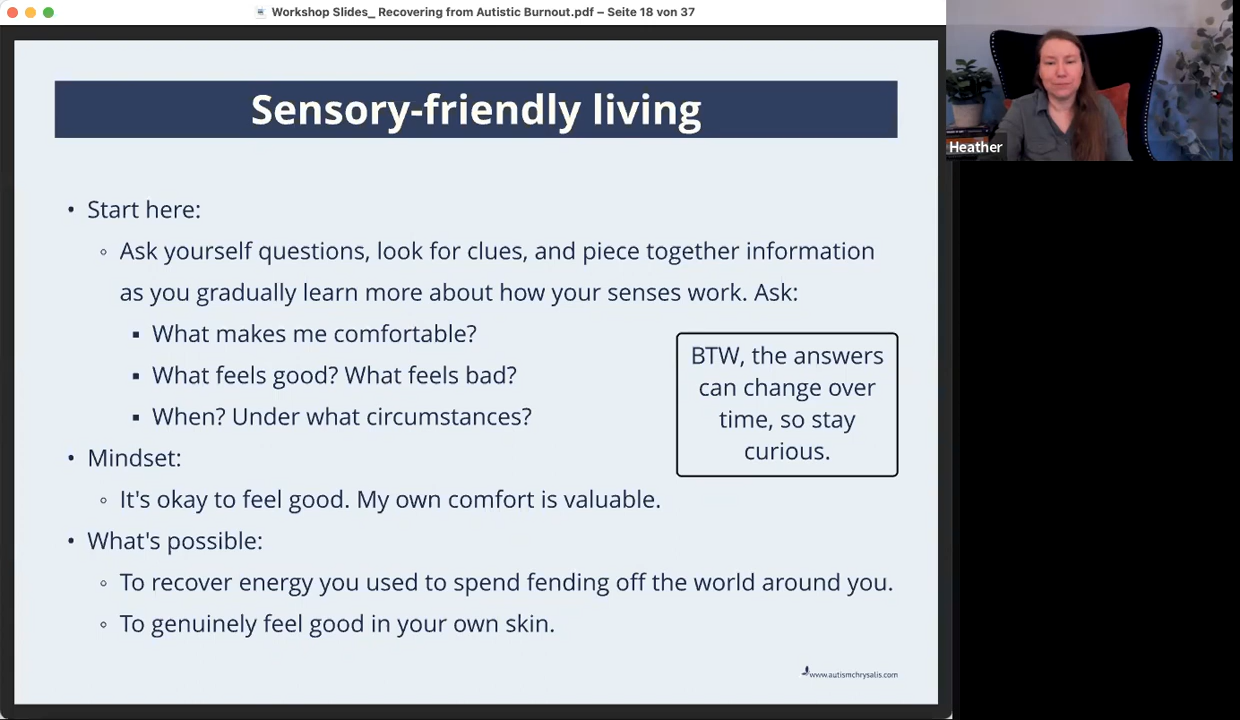 Workshop Slides_ Recovering from Autistic Burnout.pdf – Seite 18 von 37
Sensory-friendly living
• Start here:
◦ Ask yourself questions, look for clues, and piece together information
as you gradually learn more about how your senses work. Ask:
▪ What makes me comfortable?
▪ What feels good? What feels bad?
▪ When? Under what circumstances?
BTW, the answers
can change over
time, so stay
curious.
• Mindset:
◦ It's okay to feel good. My own comfort is valuable.
• What's possible:
◦ To recover energy you used to spend fending off the world around you.
◦ To genuinely feel good in your own skin.
www.autismchrysalis.com
Heather